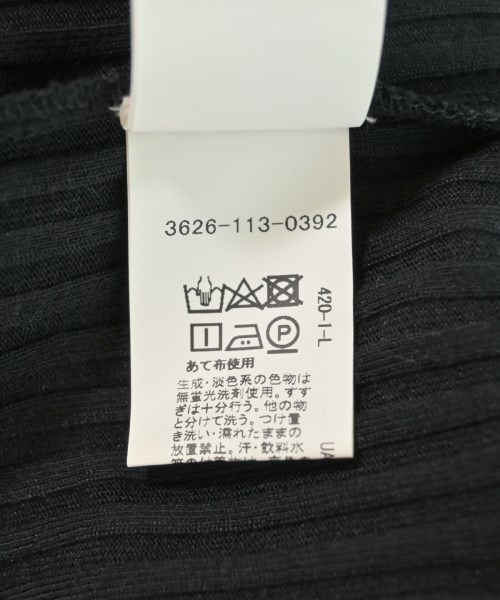 3626-113-0392
P
あて布使用
生成・淡色系の色物は
無蛍光洗剤使用。すす
ぎは十分行う。他の物
と分けて洗う。つけ置
き洗い・濡れたままの
放置禁止。汗・飲料水
420-1-L
UA